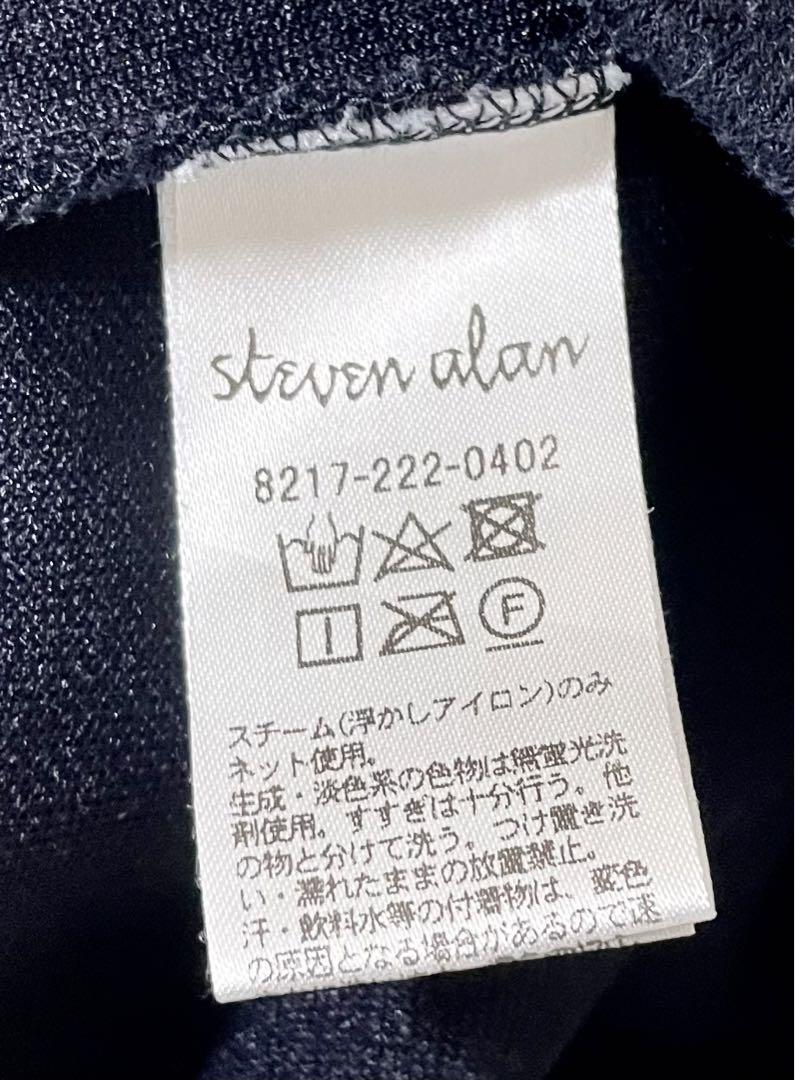 steven alan
8217-222-0402
F
スチーム(浮かしアイロン)のみ
ネット使用。
生成・淡色系の色物は無蛍光洗
剤使用。すすぎは十分行う。他
の物と分けて洗う。つけ置き洗
い・濡れたままの放置禁止。
汗・飲料水等の付着物は、変色
の原因となる場合があるので速